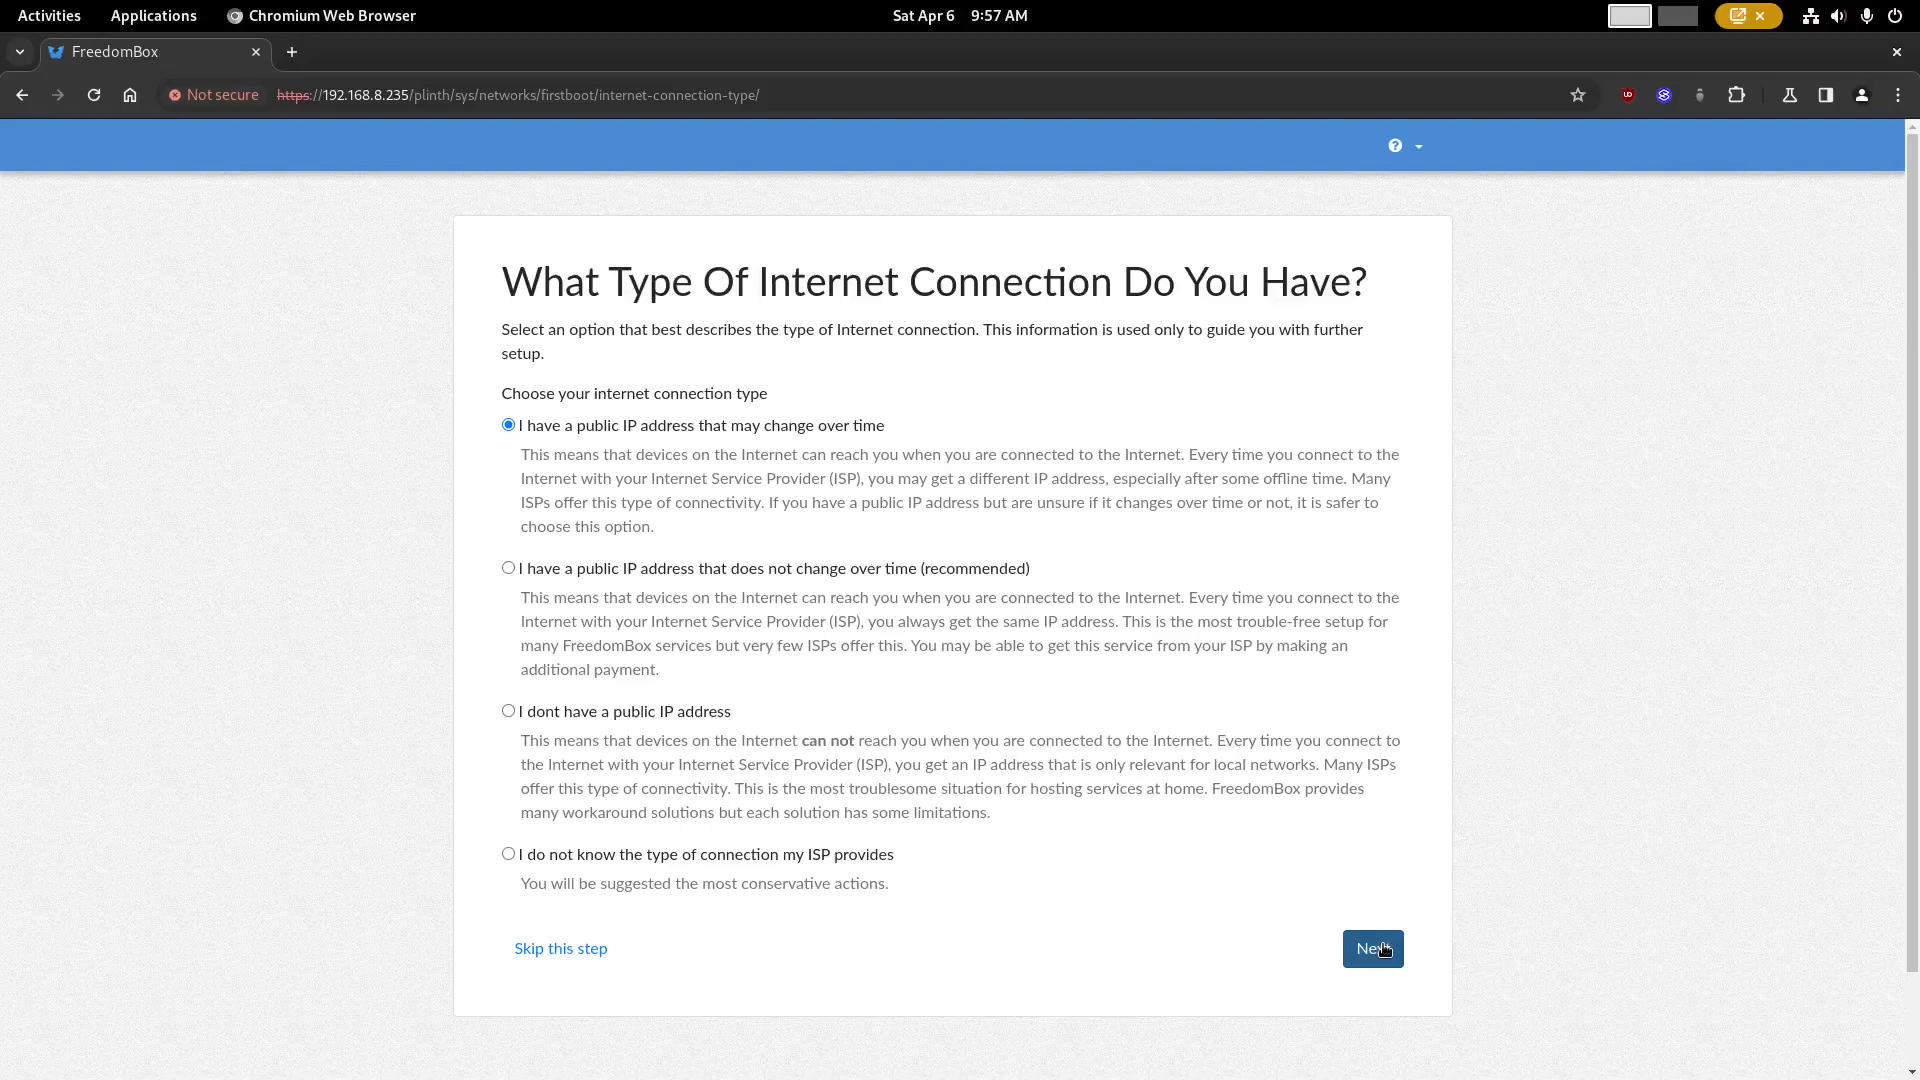 Activities
Applications
Chromium Web Browser
Sat Apr 6 9:57 AM
FreedomBox
Not secure
https://192.168.8.235/plinth/sys/networks/firstboot/internet-connection-type/
What Type Of Internet Connection Do You Have?
Select an option that best describes the type of Internet connection. This information is used only to guide you with further
setup.
Choose your internet connection type
I have a public IP address that may change over time
This means that devices on the Internet can reach you when you are connected to the Internet. Every time you connect to the
Internet with your Internet Service Provider (ISP), you may get a different IP address, especially after some offline time. Many
ISPs offer this type of connectivity. If you have a public IP address but are unsure if it changes over time or not, it is safer to
choose this option.
I have a public IP address that does not change over time (recommended)
This means that devices on the Internet can reach you when you are connected to the Internet. Every time you connect to the
Internet with your Internet Service Provider (ISP), you always get the same IP address. This is the most trouble-free setup for
many FreedomBox services but very few ISPs offer this. You may be able to get this service from your ISP by making an
additional payment.
I dont have a public IP address
This means that devices on the Internet can not reach you when you are connected to the Internet. Every time you connect to
the Internet with your Internet Service Provider (ISP), you get an IP address that is only relevant for local networks. Many ISPs
offer this type of connectivity. This is the most troublesome situation for hosting services at home. FreedomBox provides
many workaround solutions but each solution has some limitations.
I do not know the type of connection my ISP provides
You will be suggested the most conservative actions.
Skip this step
Next